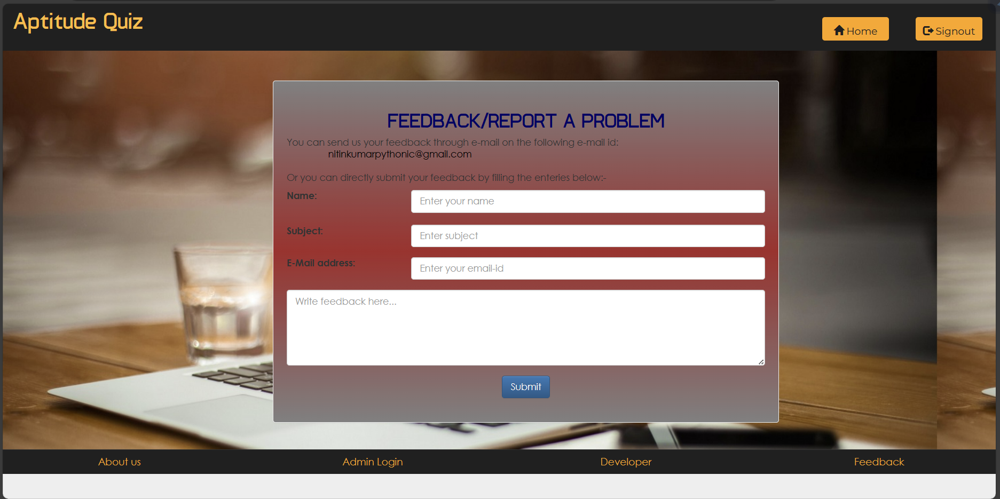 Aptitude Quiz
Home
Signout
FEEDBACK/REPORT A PROBLEM
You can send us your feedback through e-mail on the following e-mail id:
nitinkumarpythonic@gmail.com
Or you can directly submit your feedback by filling the enteries below:-
Name:
Enter your name
Subject:
Enter subject
E-Mail address:
Enter your email-id
Write feedback here...
Submit
About us
Admin Login
Developer
Feedback